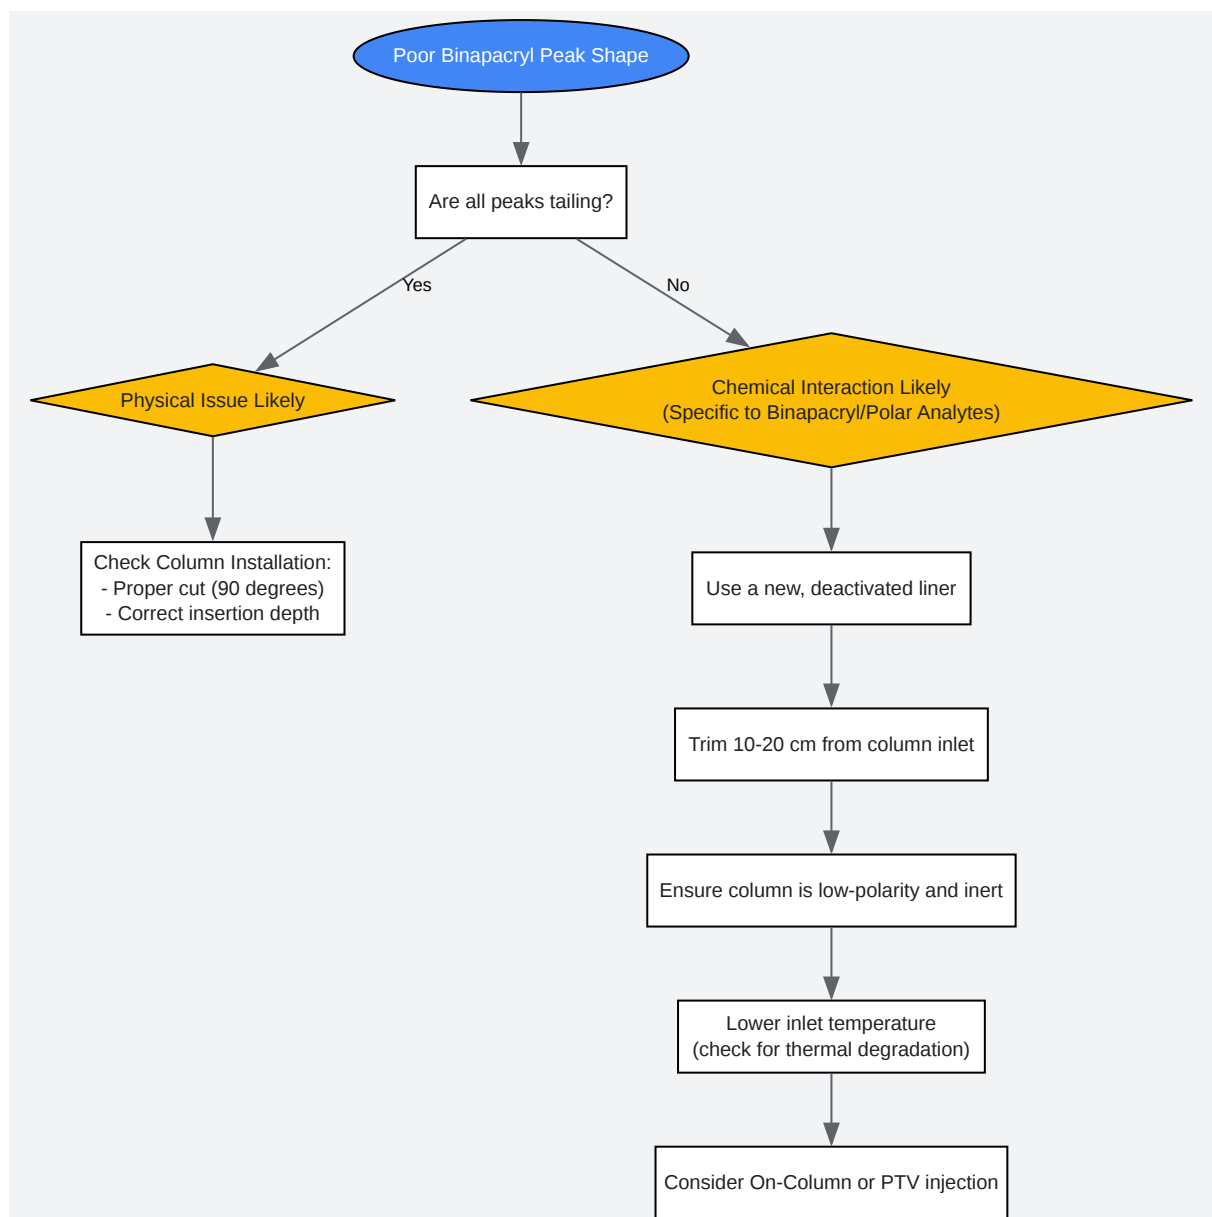 Poor Binapacryl Peak Shape
Are all peaks tailing?
Yes
No
Physical Issue Likely
Chemical Interaction Likely
(Specific to Binapacryl/Polar Analytes)
Check Column Installation:
- Proper cut (90 degrees)
- Correct insertion depth
Use a new, deactivated liner
Trim 10-20 cm from column inlet
Ensure column is low-polarity and inert
Lower inlet temperature
(check for thermal degradation)
Consider On-Column or PTV injection